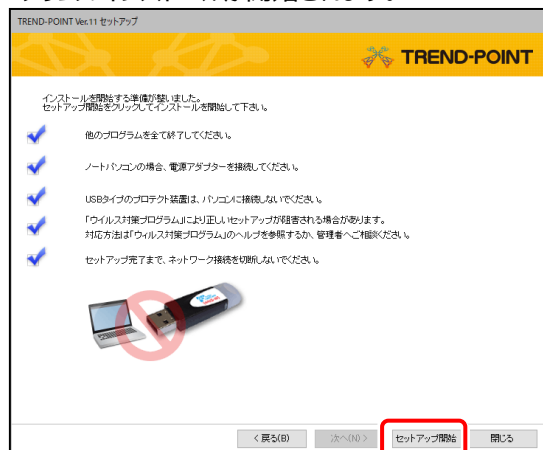 TREND-POINT Ver.11 セットアップ
TREND-POINT
インストールを開始する準備が整いました。
セットアップ開始をクリックしてインストールを開始して下さい。
他のプログラムを全て終了してください。
ノートパソコンの場合、電源アダプターを接続してください。
USBタイプのプロテクト装置は、パソコンに接続しないでください。
「ウイルス対策プログラム」により正しいセットアップが阻害される場合があります。
対応方法は「ウィルス対策プログラム」のヘルプを参照するか、管理者へご相談ください。
セットアップ完了まで、ネットワーク接続を切断しないでください。
< 戻る(B)
次へ(N) >
セットアップ開始
閉じる